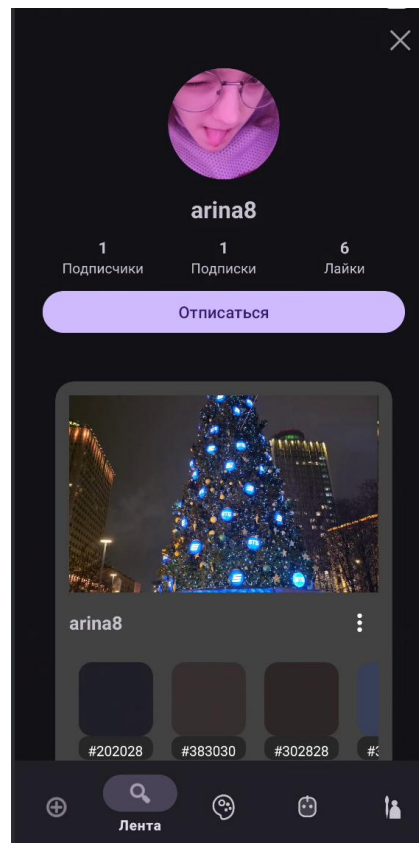 arina8
1 1 6
Подписчики Подписки Лайки
Отписаться
arina8
#202028 #383030 #302828
Лента